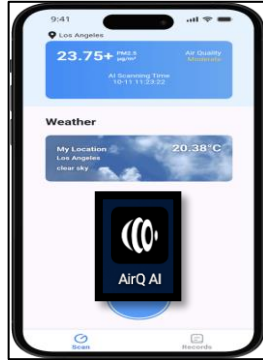 9:41
Los Angeles
23.75+ PM2.5 µg/m³ Air Quality Moderate
AI Scanning Time
10-11 11:23:22
Weather
My Location 20.38°C
Los Angeles
clear sky
AirQ AI
Scan Records